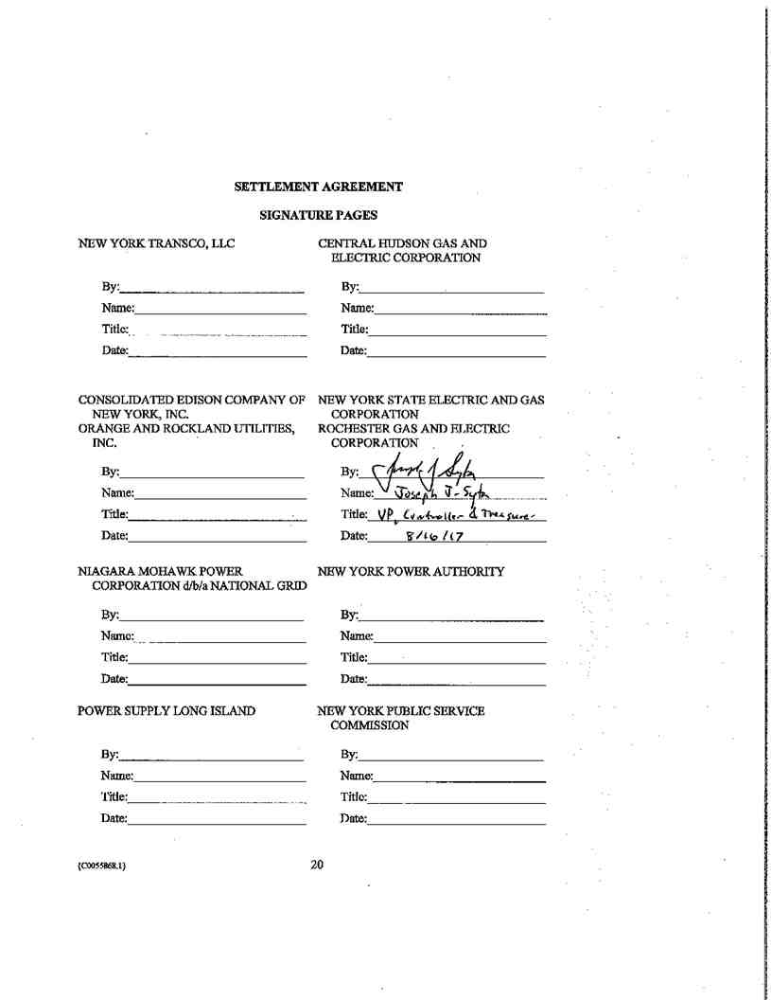 SETTLEMENT AGREEMENT
SIGNATURE PAGES
NEW YORK TRANSCO, LLC
By:
Name:
Title:
Date:
CENTRAL HUDSON GAS AND
ELECTRIC CORPORATION
By:
Name:
Title:
Date:
CONSOLIDATED EDISON COMPANY OF
NEW YORK, INC.
ORANGE AND ROCKLAND UTILITIES,
INC.
By:
Name:
Title:
Date:
NEW YORK STATE ELECTRIC AND GAS
CORPORATION
ROCHESTER GAS AND ELECTRIC
CORPORATION
By:
Name: Joseph J. Syta
Title: VP, Controller & Treasurer
Date: 8/16/17
NIAGARA MOHAWK POWER
CORPORATION d/b/a NATIONAL GRID
By:
Name:
Title:
Date:
NEW YORK POWER AUTHORITY
By:
Name:
Title:
Date:
POWER SUPPLY LONG ISLAND
By:
Name:
Title:
Date:
NEW YORK PUBLIC SERVICE
COMMISSION
By:
Name:
Title:
Date:
{C0055868.1}
20